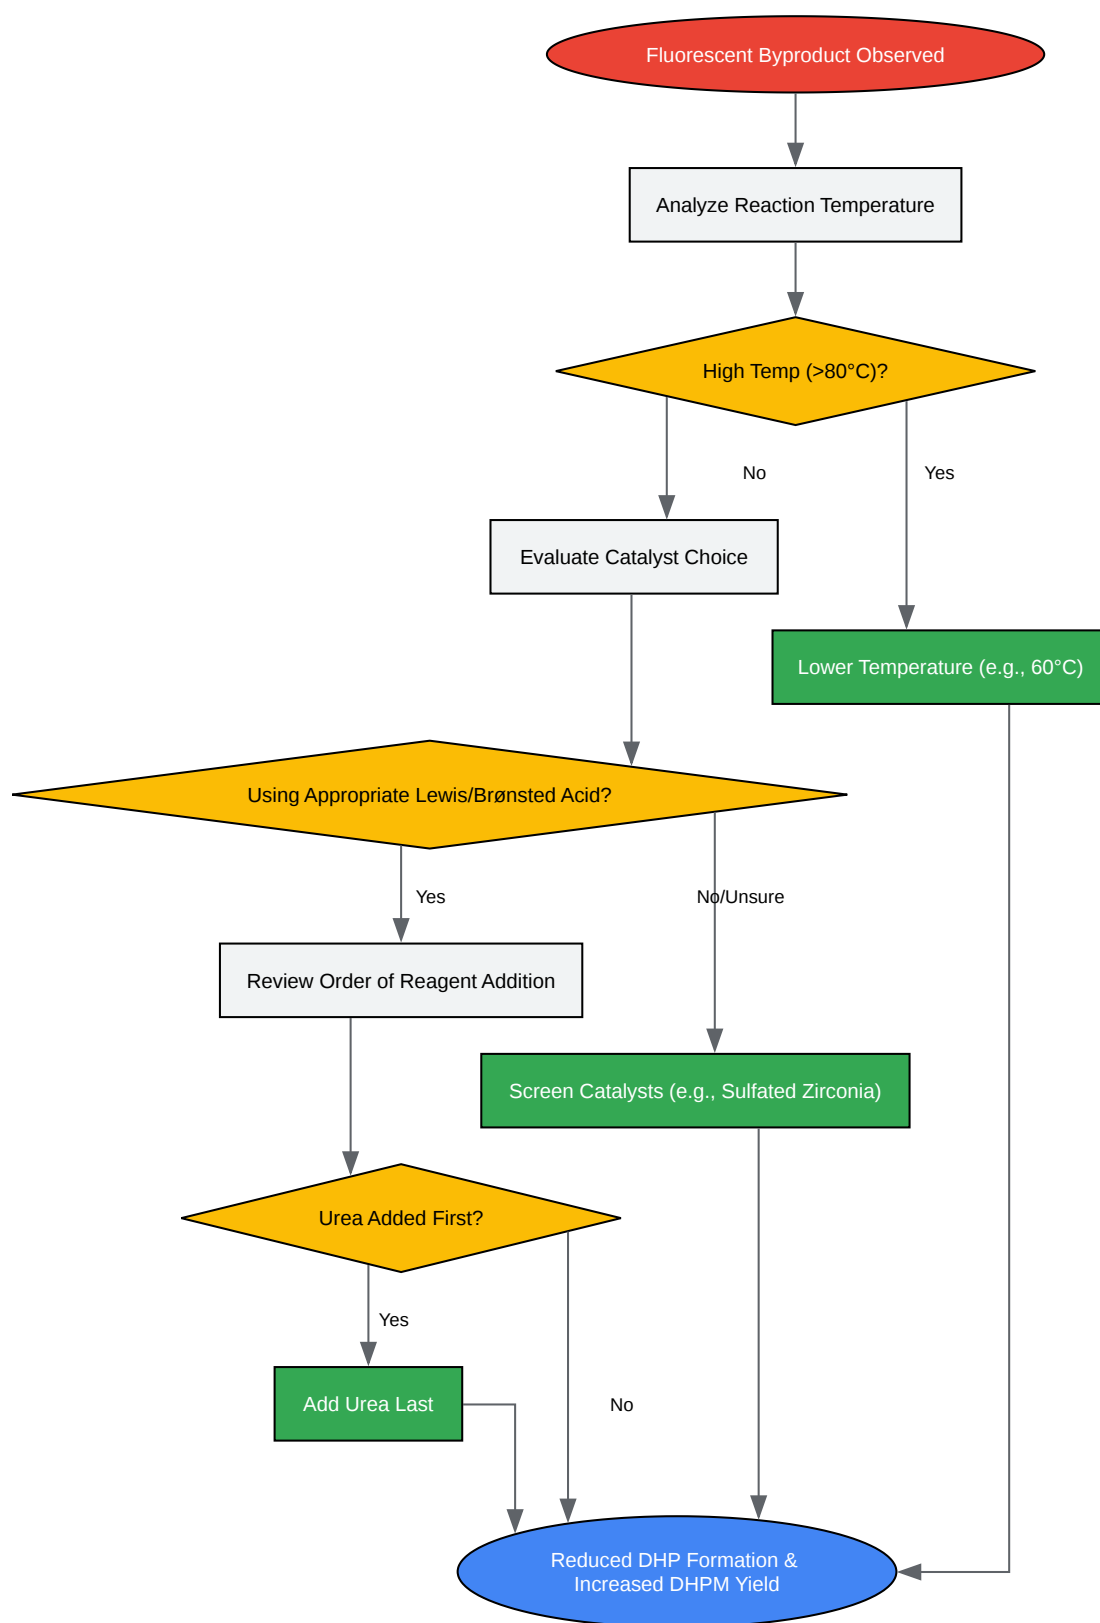 Fluorescent Byproduct Observed
Analyze Reaction Temperature
High Temp (>80°C)?
No
Yes
Evaluate Catalyst Choice
Lower Temperature (e.g., 60°C)
Using Appropriate Lewis/Brønsted Acid?
Yes
No/Unsure
Review Order of Reagent Addition
Screen Catalysts (e.g., Sulfated Zirconia)
Urea Added First?
Yes
Add Urea Last
No
Reduced DHP Formation &
Increased DHPM Yield